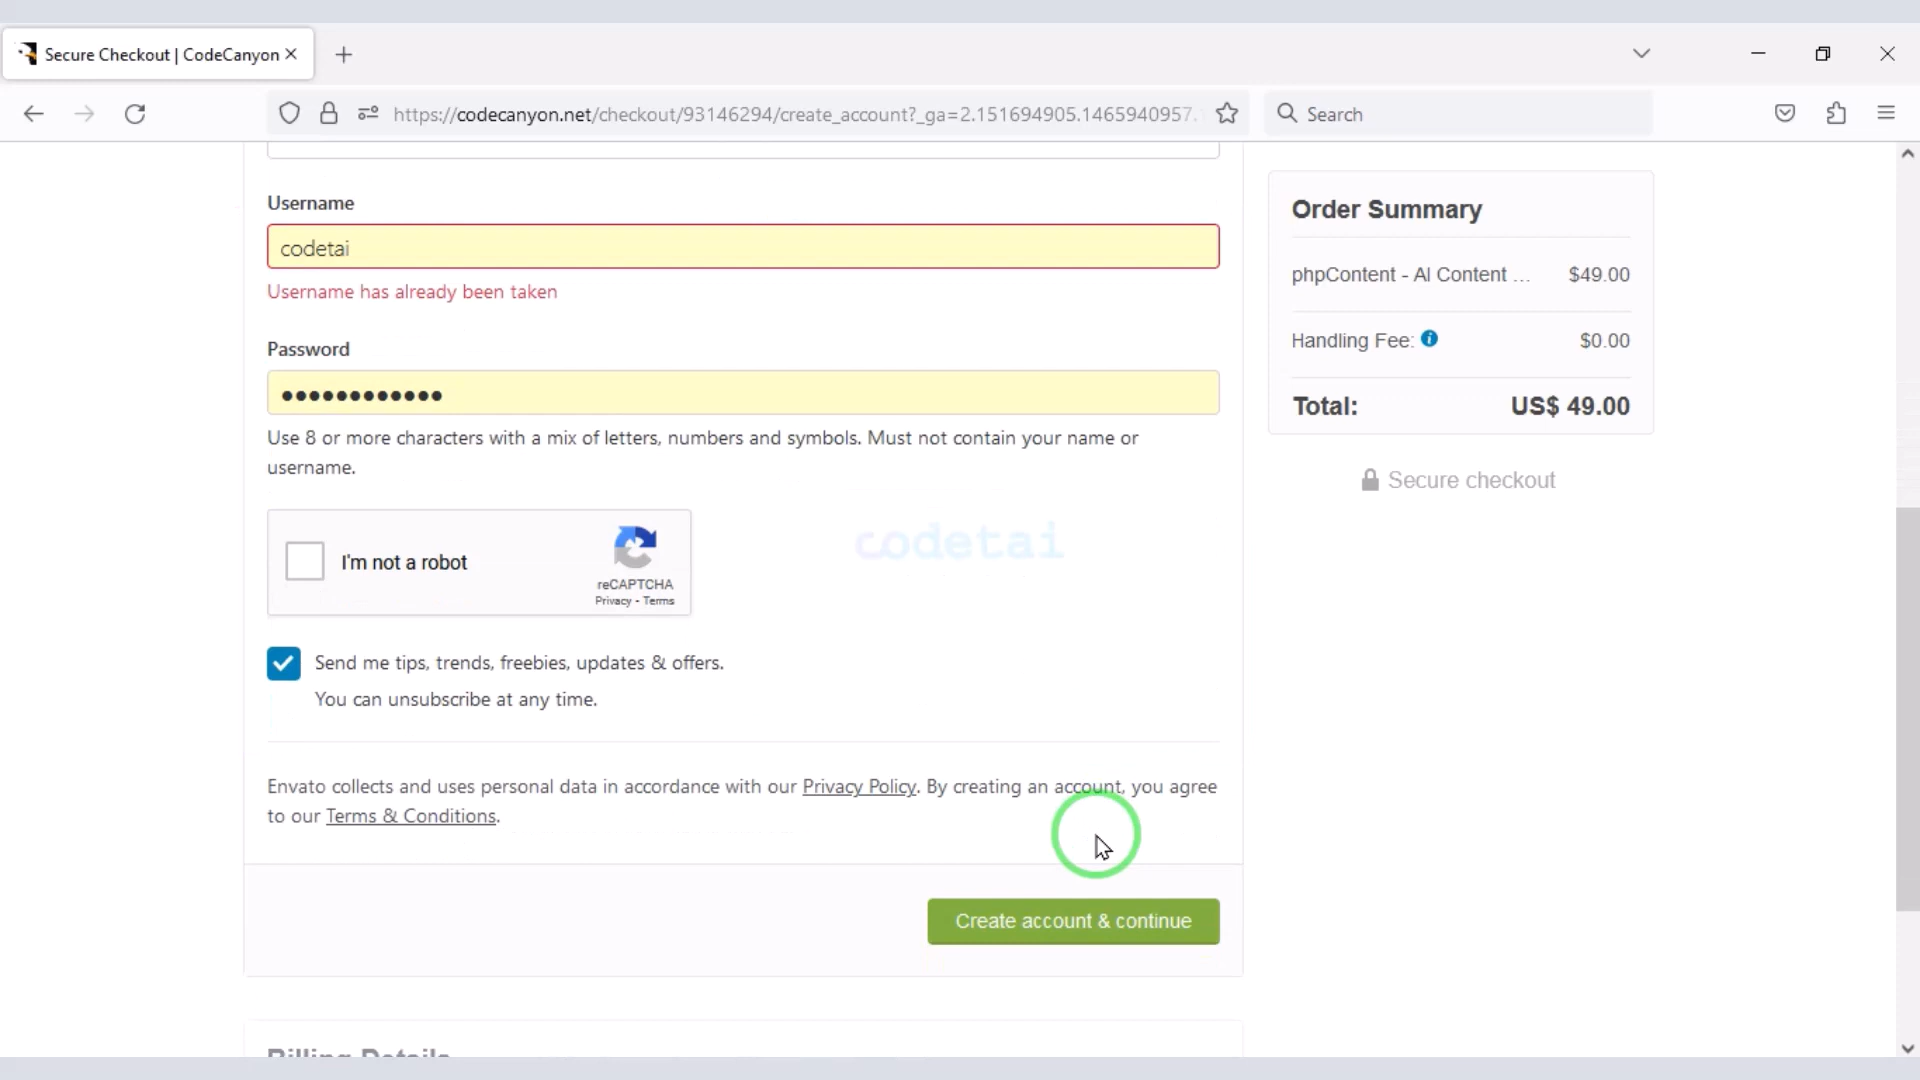 Secure Checkout | CodeCanyon
https://codecanyon.net/checkout/93146294/create_account?_ga=2.151694905.1465940957.
Search
Username
codetai
Username has already been taken
Password
Use 8 or more characters with a mix of letters, numbers and symbols. Must not contain your name or
username.
I'm not a robot
reCAPTCHA
Privacy - Terms
codetai
Send me tips, trends, freebies, updates & offers.
You can unsubscribe at any time.
Envato collects and uses personal data in accordance with our Privacy Policy. By creating an account, you agree
to our Terms & Conditions.
Create account & continue
Billing Details
Order Summary
phpContent - AI Content ... $49.00
Handling Fee: $0.00
Total: US$ 49.00
Secure checkout